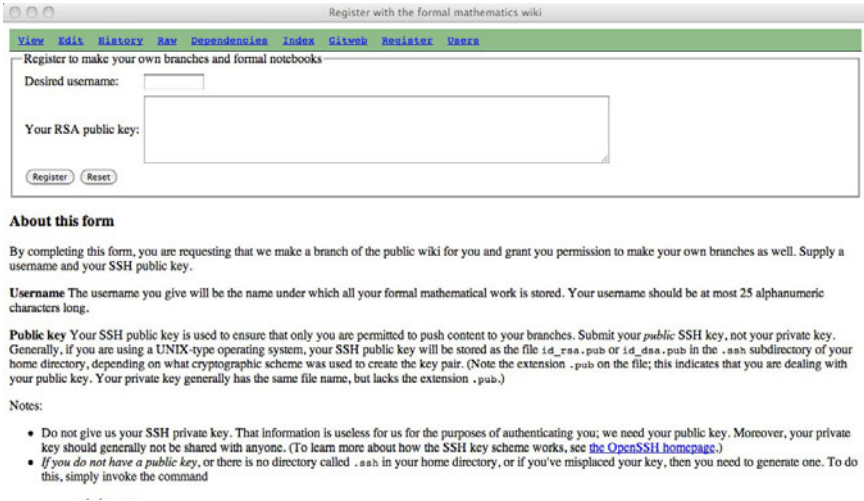 Register with the formal mathematics wiki
View Edit History Raw Dependencies Index Gitweb Register Users
Register to make your own branches and formal notebooks
Desired username:
Your RSA public key:
Register Reset
About this form
By completing this form, you are requesting that we make a branch of the public wiki for you and grant you permission to make your own branches as well. Supply a
username and your SSH public key.
Username The username you give will be the name under which all your formal mathematical work is stored. Your username should be at most 25 alphanumeric
characters long.
Public key Your SSH public key is used to ensure that only you are permitted to push content to your branches. Submit your public SSH key, not your private key.
Generally, if you are using a UNIX-type operating system, your SSH public key will be stored as the file id_rsa.pub or id_dsa.pub in the .ssh subdirectory of your
home directory, depending on what cryptographic scheme was used to create the key pair. (Note the extension .pub on the file; this indicates that you are dealing with
your public key. Your private key generally has the same file name, but lacks the extension .pub.)
Notes:
• Do not give us your SSH private key. That information is useless for us for the purposes of authenticating you; we need your public key. Moreover, your private
key should generally not be shared with anyone. (To learn more about how the SSH key scheme works, see the OpenSSH homepage.)
• If you do not have a public key, or there is no directory called .ssh in your home directory, or if you've misplaced your key, then you need to generate one. To do
this, simply invoke the command